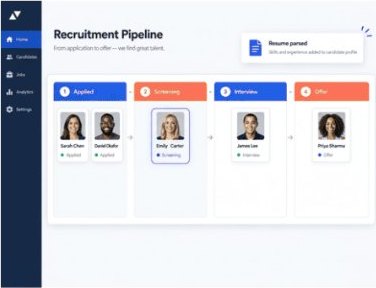 Home
Candidates
Jobs
Analytics
Settings
Recruitment Pipeline
From application to offer — we find great talent.
Resume parsed
Skills and experience added to candidate profile
1 Applied
2 Screening
3 Interview
4 Offer
Sarah Chen
Applied
David Okafor
Applied
Emily Carter
Screening
James Lee
Interview
Priya Sharma
Offer